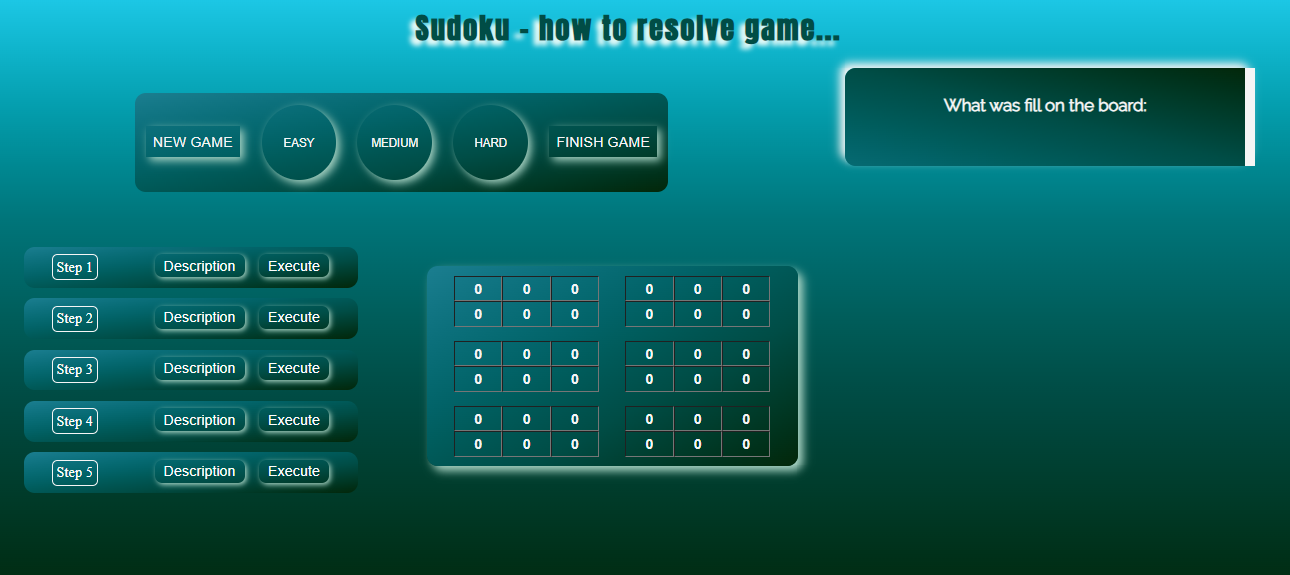 Sudoku - how to resolve game...
What was fill on the board:
NEW GAME EASY MEDIUM HARD FINISH GAME
Step 1 Description Execute
Step 2 Description Execute
Step 3 Description Execute
Step 4 Description Execute
Step 5 Description Execute
0 0 0 0 0 0
0 0 0 0 0 0
0 0 0 0 0 0
0 0 0 0 0 0
0 0 0 0 0 0
0 0 0 0 0 0